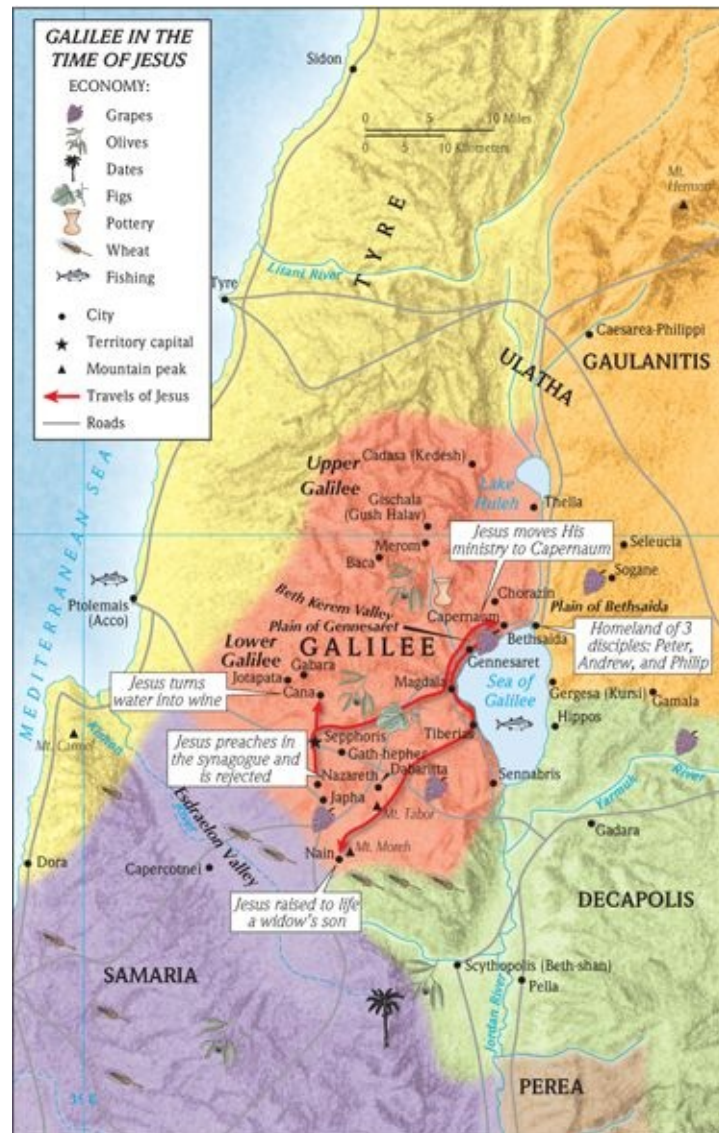 GALILEE IN THE
TIME OF JESUS
ECONOMY:
Grapes
Olives
Dates
Figs
Pottery
Wheat
Fishing
City
Territory capital
Mountain peak
Travels of Jesus
Roads
Sidon
0 5 10 Miles
0 5 10 Kilometers
Mt.
Hermon
TYRE
Litani River
Tyre
Caesarea-Philippi
ULATHA
GAULANITIS
MEDITERRANEAN SEA
Upper
Galilee
Cadasa (Kedesh)
Lake
Huleh
Gischala
(Gush Halav)
Thella
Jesus moves His
ministry to Capernaum
Merom
Baca
Seleucia
Sogane
Chorazin
Ptolemais
(Acco)
Beth Kerem Valley
Capernaum
Plain of Bethsaida
Plain of Gennesaret
Bethsaida
Homeland of 3
disciples: Peter,
Andrew, and Philip
Lower
Galilee
GALILEE
Gennesaret
Gabara
Jotapata
Jesus turns
water into wine
Cana
Magdala
Sea of
Galilee
Gergesa (Kursi)
Gamala
Hippos
Tiberias
Mt. Carmel
Kishon
River
Jesus preaches in
the synagogue and
is rejected
Sepphoris
Gath-hepher
Dabaritta
Nazareth
Sennabris
Japha
Mt. Tabor
Yarmuk River
Esdraelon Valley
Gadara
Dora
Capercotnei
Nain
Mt. Moreh
Jesus raised to life
a widow's son
DECAPOLIS
SAMARIA
Scythopolis (Beth-shan)
Pella
Jordan River
PEREA
35 E